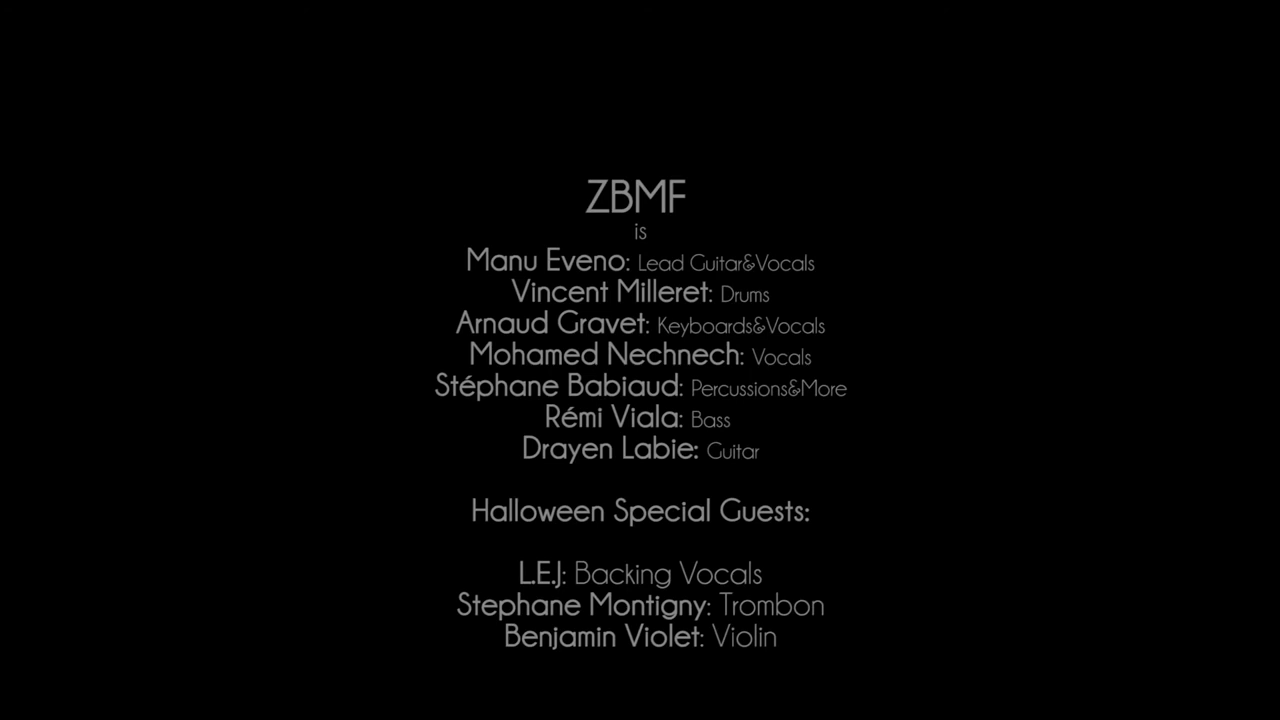 ZBMF
is
Manu Eveno: Lead Guitar&Vocals
Vincent Milleret: Drums
Arnaud Gravet: Keyboards&Vocals
Mohamed Nechnech: Vocals
Stéphane Babiaud: Percussions&More
Rémi Viala: Bass
Drayen Labie: Guitar
Halloween Special Guests:
L.E.J: Backing Vocals
Stephane Montigny: Trombon
Benjamin Violet: Violin